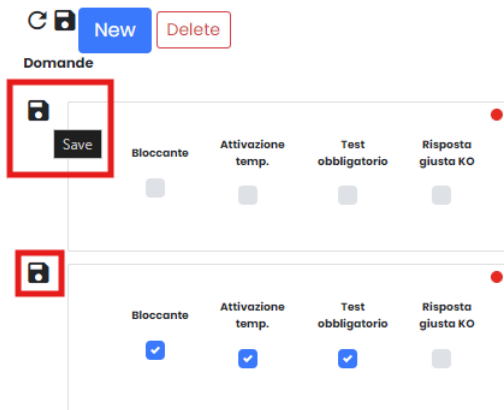 New Delete
Domande
Save
Bloccante
Attivazione
temp.
Test
obbligatorio
Risposta
giusta KO
Bloccante
Attivazione
temp.
Test
obbligatorio
Risposta
giusta KO